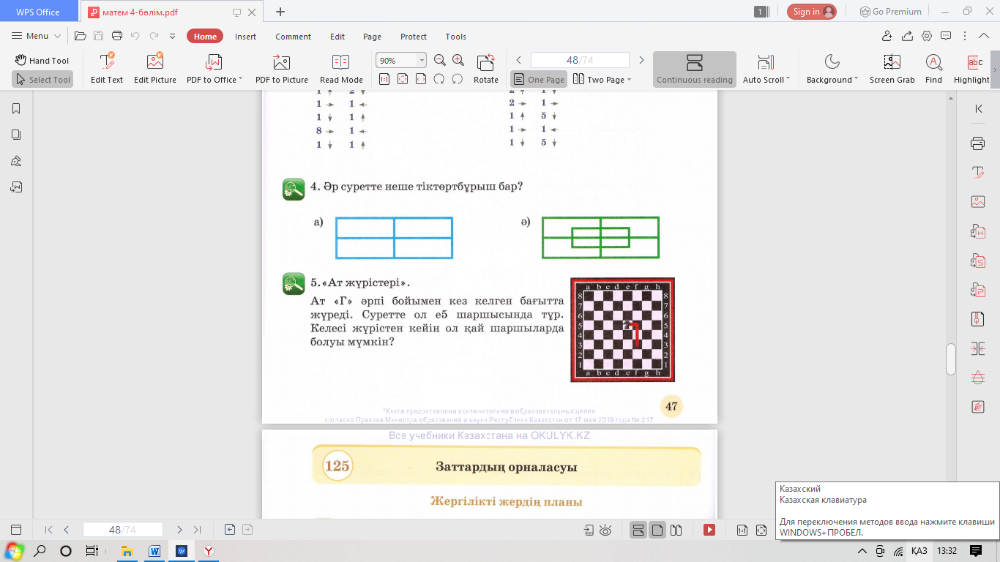 WPS Office
матем 4-бөлім.pdf
1
Sign in
Go Premium
Menu
Home
Insert
Comment
Edit
Page
Protect
Tools
Hand Tool
Select Tool
Edit Text
Edit Picture
PDF to Office
PDF to Picture
Read Mode
90%
Rotate
48/74
One Page
Two Page
Continuous reading
Auto Scroll
Background
Screen Grab
Find
Highlight
1 ↑ 2 ↓ 2 ↑ 1 ↓
1 → 1 ← 2 → 1 →
1 ↓ 1 ↑ 1 ↑ 5 ↓
8 → 1 ← 1 → 1 ←
1 ↓ 1 ↑ 1 ↓ 5 ↓
4. Әр суретте неше тіктөртбұрыш бар?
а)
ә)
5. «Ат жүрістері».
Ат «Г» әрпі бойымен кез келген бағытта
жүреді. Суретте ол е5 шаршысында тұр.
Келесі жүрістен кейін ол қай шаршыларда
болуы мүмкін?
a b c d e f g h
8 8
7 7
6 6
5 5
4 4
3 3
2 2
1 1
a b c d e f g h
47
*Книга предоставлена исключительно в образовательных целях
согласно Приказа Министра образования и науки Республики Казахстан от 17 мая 2019 года № 217
Все учебники Казахстана на OKULYK.KZ
125
Заттардың орналасуы
Жергілікті жердің планы
Казахский
Казахская клавиатура
Для переключения методов ввода нажмите клавиши
WINDOWS+ПРОБЕЛ.
48/74
ҚАЗ
13:32